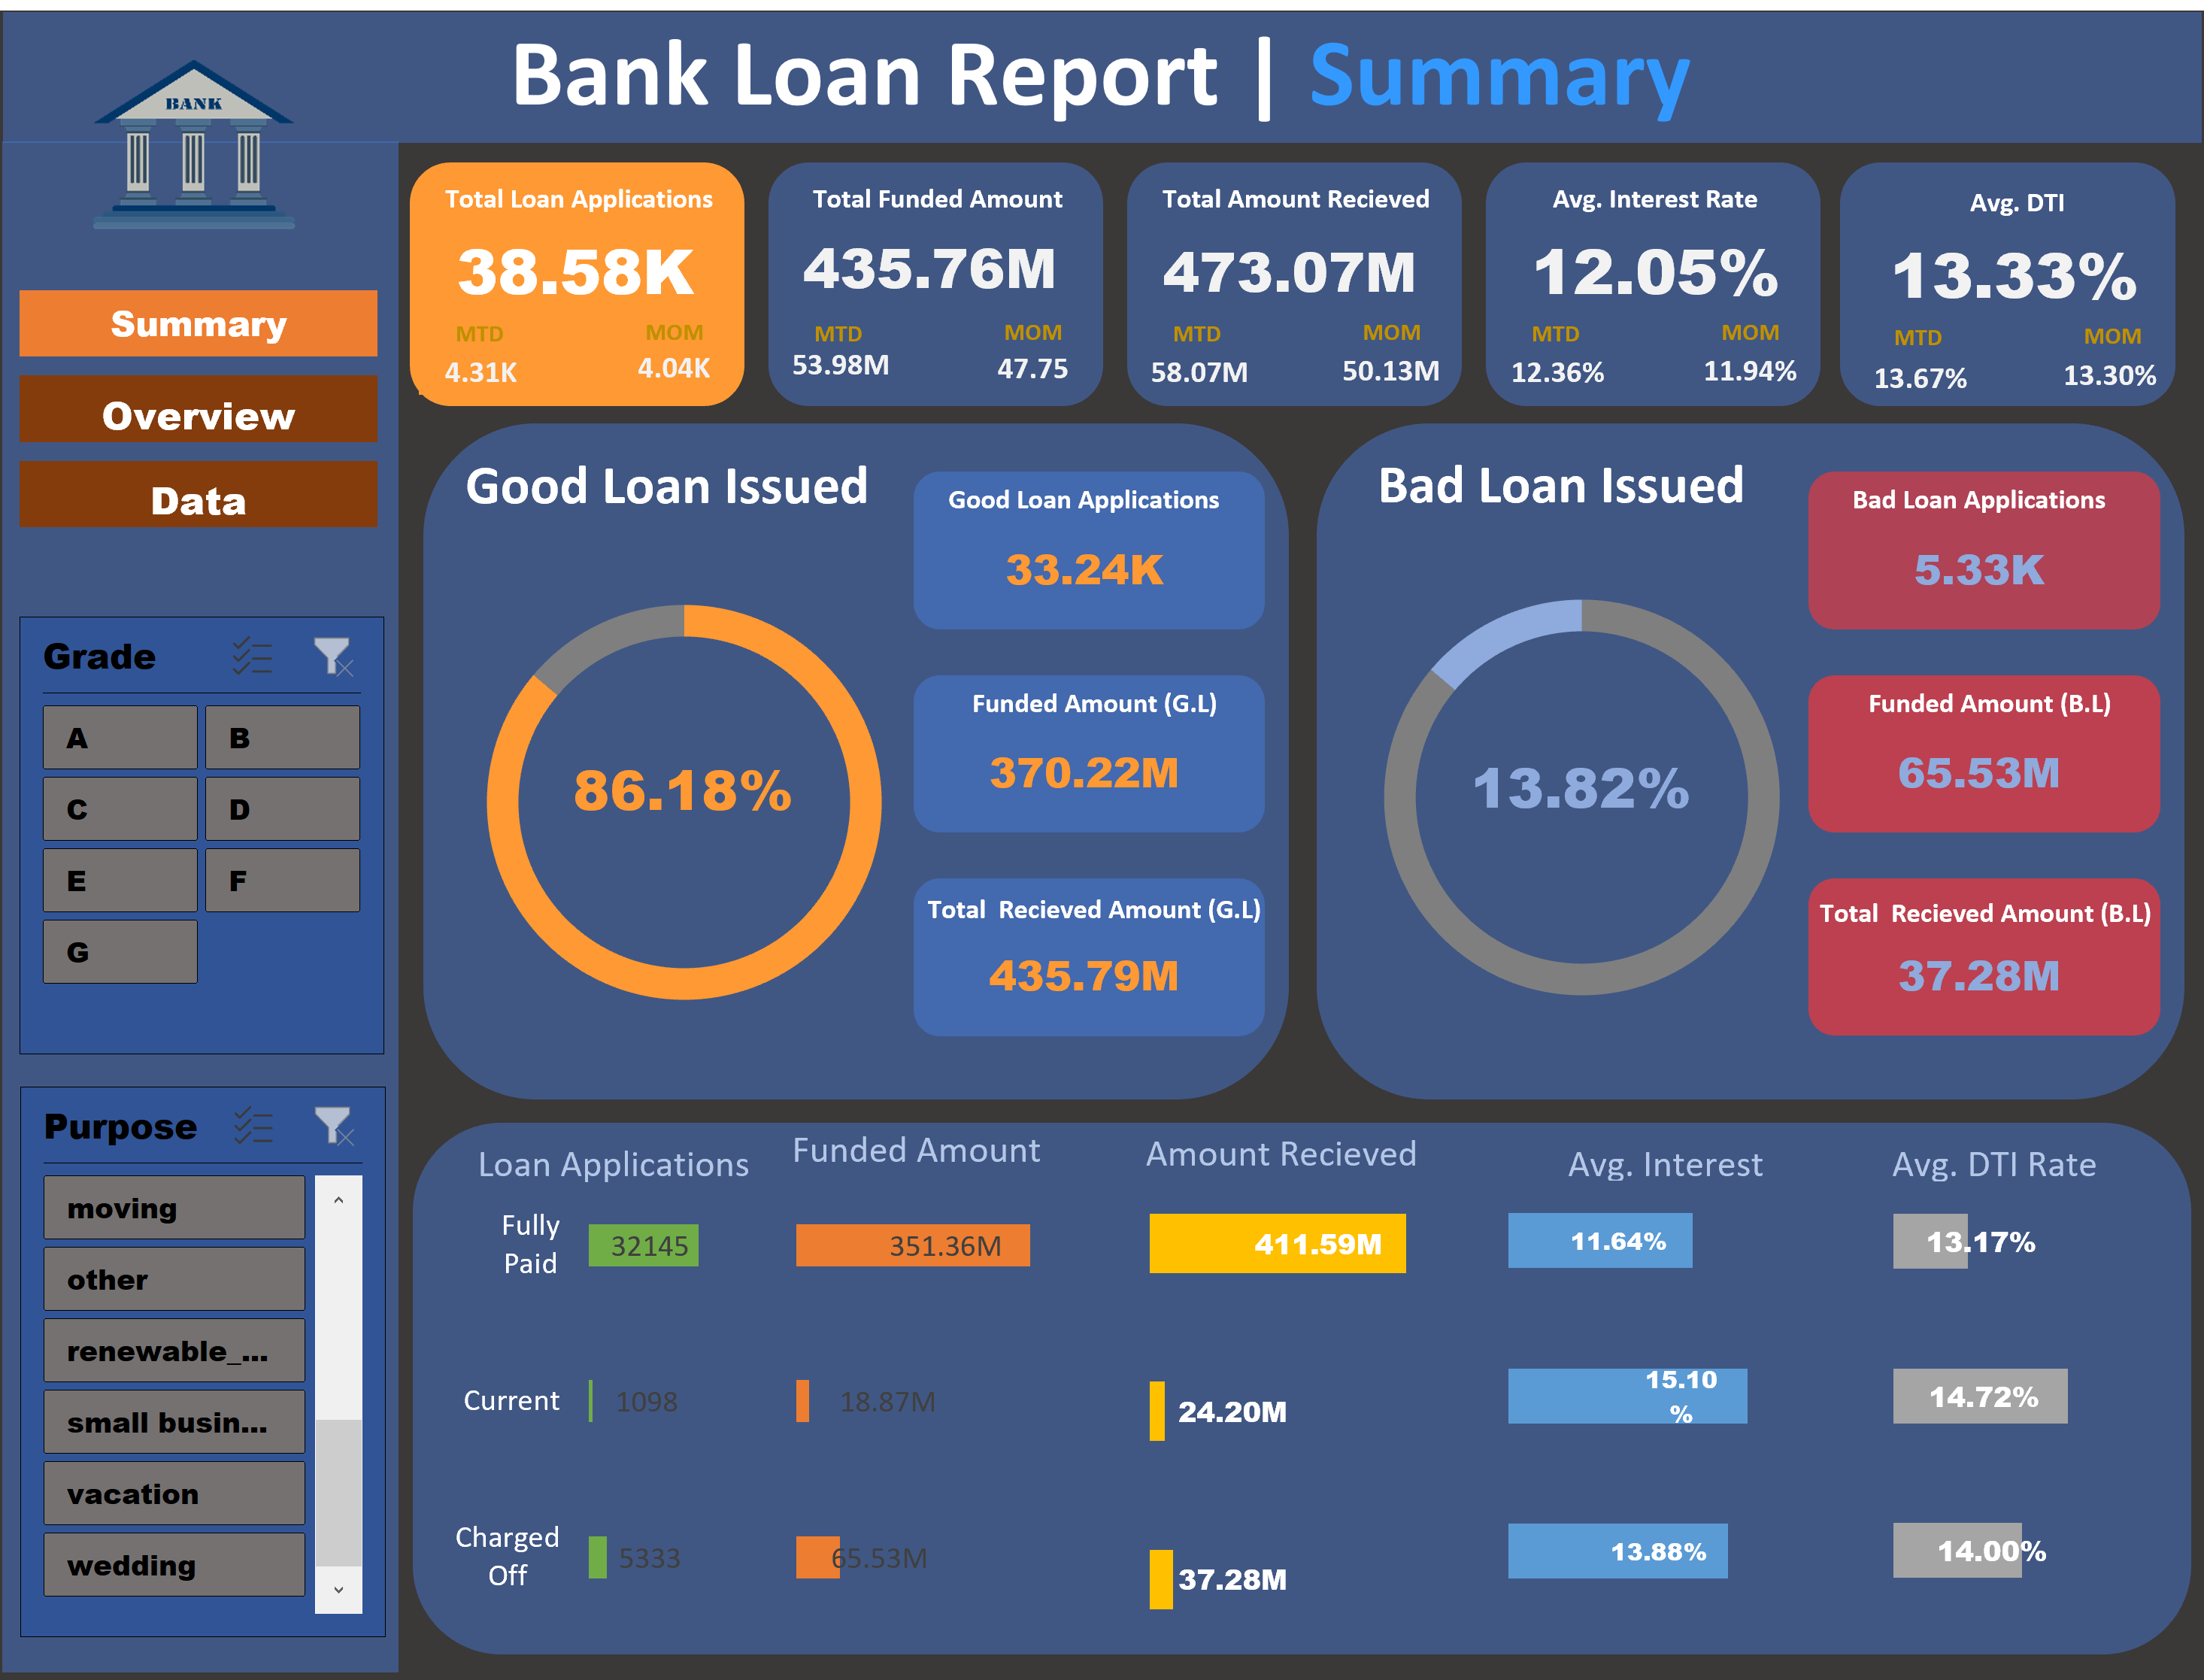 Bank Loan Report | Summary
BANK
Summary
Overview
Data
Total Loan Applications
38.58K
MTD
MOM
4.31K
4.04K
Total Funded Amount
435.76M
MTD
MOM
53.98M
47.75
Total Amount Recieved
473.07M
MTD
MOM
58.07M
50.13M
Avg. Interest Rate
12.05%
MTD
MOM
12.36%
11.94%
Avg. DTI
13.33%
MTD
MOM
13.67%
13.30%
Grade
A
B
C
D
E
F
G
Purpose
moving
other
renewable_...
small busin...
vacation
wedding
Good Loan Issued
86.18%
Good Loan Applications
33.24K
Funded Amount (G.L)
370.22M
Total  Recieved Amount (G.L)
435.79M
Bad Loan Issued
13.82%
Bad Loan Applications
5.33K
Funded Amount (B.L)
65.53M
Total  Recieved Amount (B.L)
37.28M
Loan Applications
Funded Amount
Amount Recieved
Avg. Interest
Avg. DTI Rate
Fully
Paid
32145
351.36M
411.59M
11.64%
13.17%
Current
1098
18.87M
24.20M
15.10
%
14.72%
Charged
Off
5333
65.53M
37.28M
13.88%
14.00%